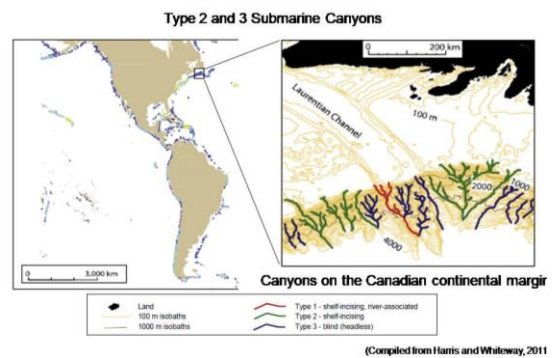 Type 2 and 3 Submarine Canyons
200 km
Laurentian Channel
100 m
2000
1000
4000
3,000 km
Canyons on the Canadian continental margin
Land
100 m isobaths
1000 m isobaths
Type 1 - shelf-incising, river-associated
Type 2 - shelf-incising
Type 3 - blind (headless)
(Compiled from Harris and Whiteway, 2011